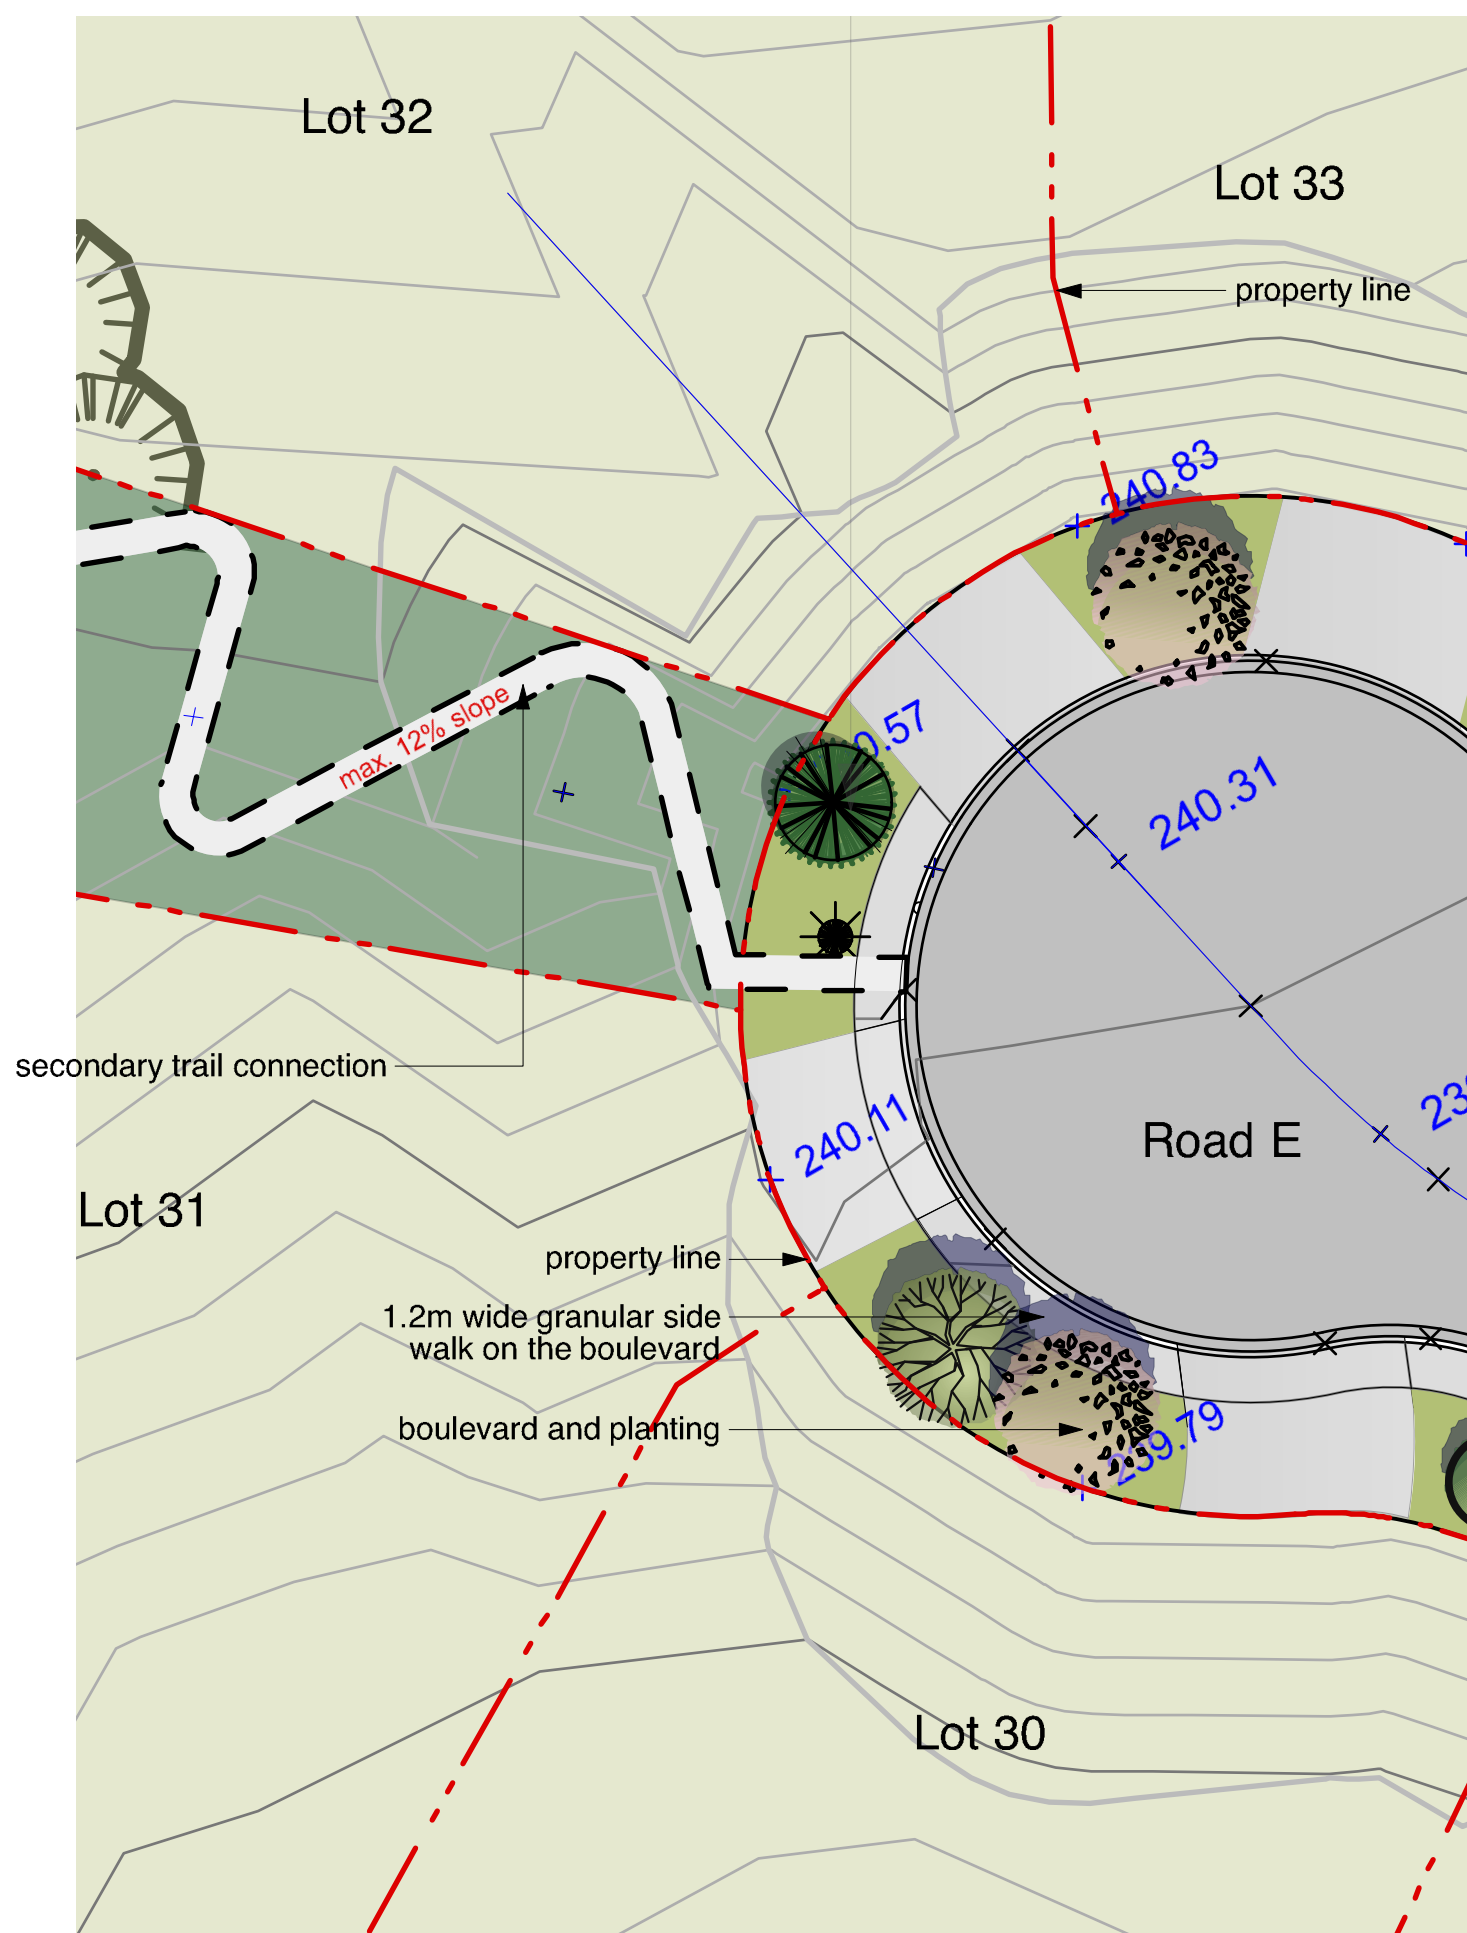 Lot 32
Lot 33
property line
240.83
0.57
max. 12% slope
240.31
secondary trail connection
240.11
Road E
Lot 31
property line
1.2m wide granular side
walk on the boulevard
boulevard and planting
239.79
Lot 30